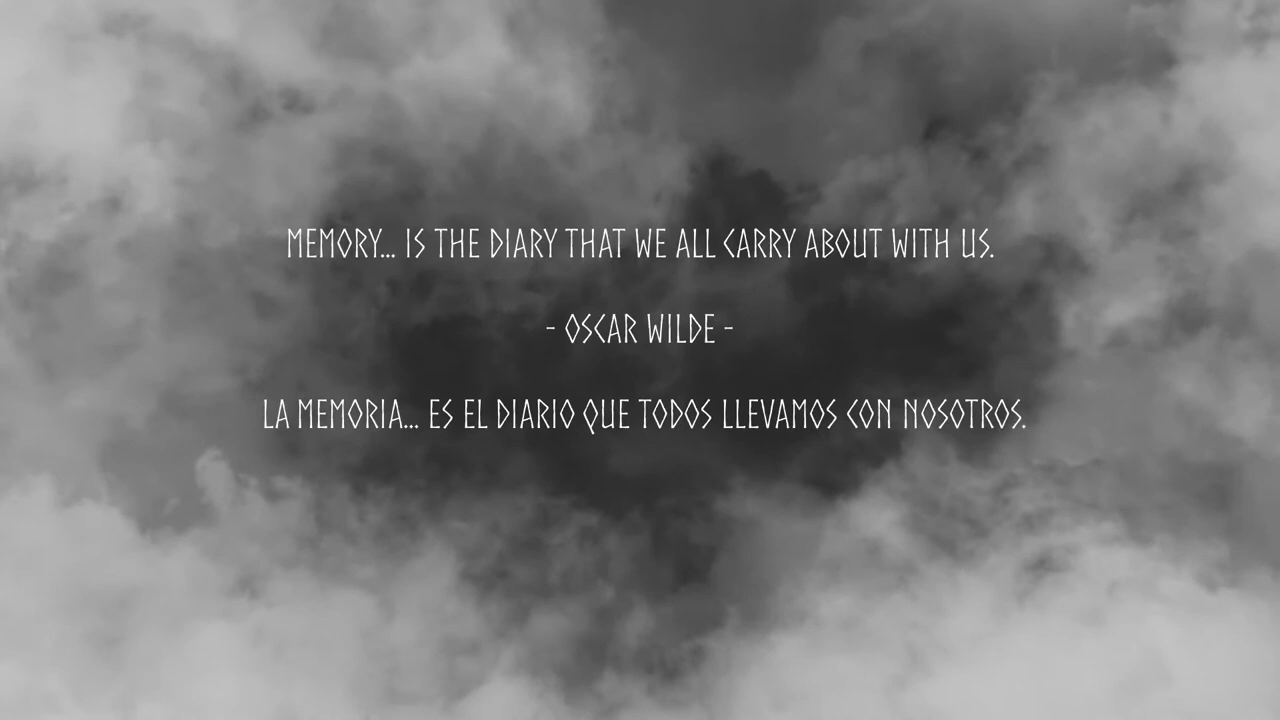 MEMORY... IS THE DIARY THAT WE ALL CARRY ABOUT WITH US.
- OSCAR WILDE -
LA MEMORIA... ES EL DIARIO QUE TODOS LLEVAMOS CON NOSOTROS.